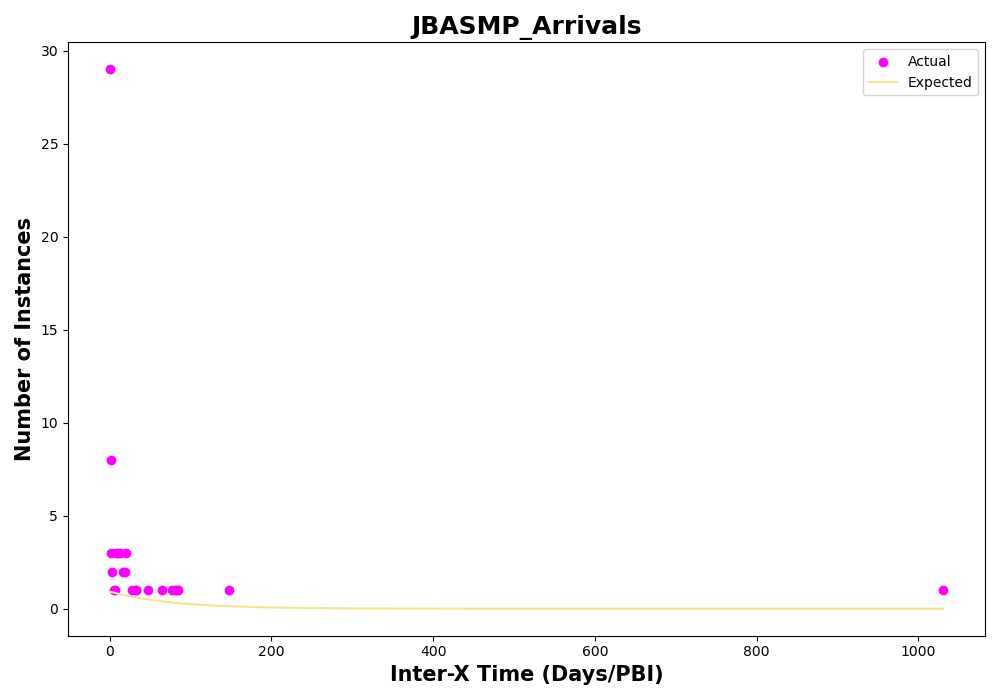 JBASMP_Arrivals
Actual
Expected
Number of Instances
30
25
20
15
10
5
0
0 200 400 600 800 1000
Inter-X Time (Days/PBI)